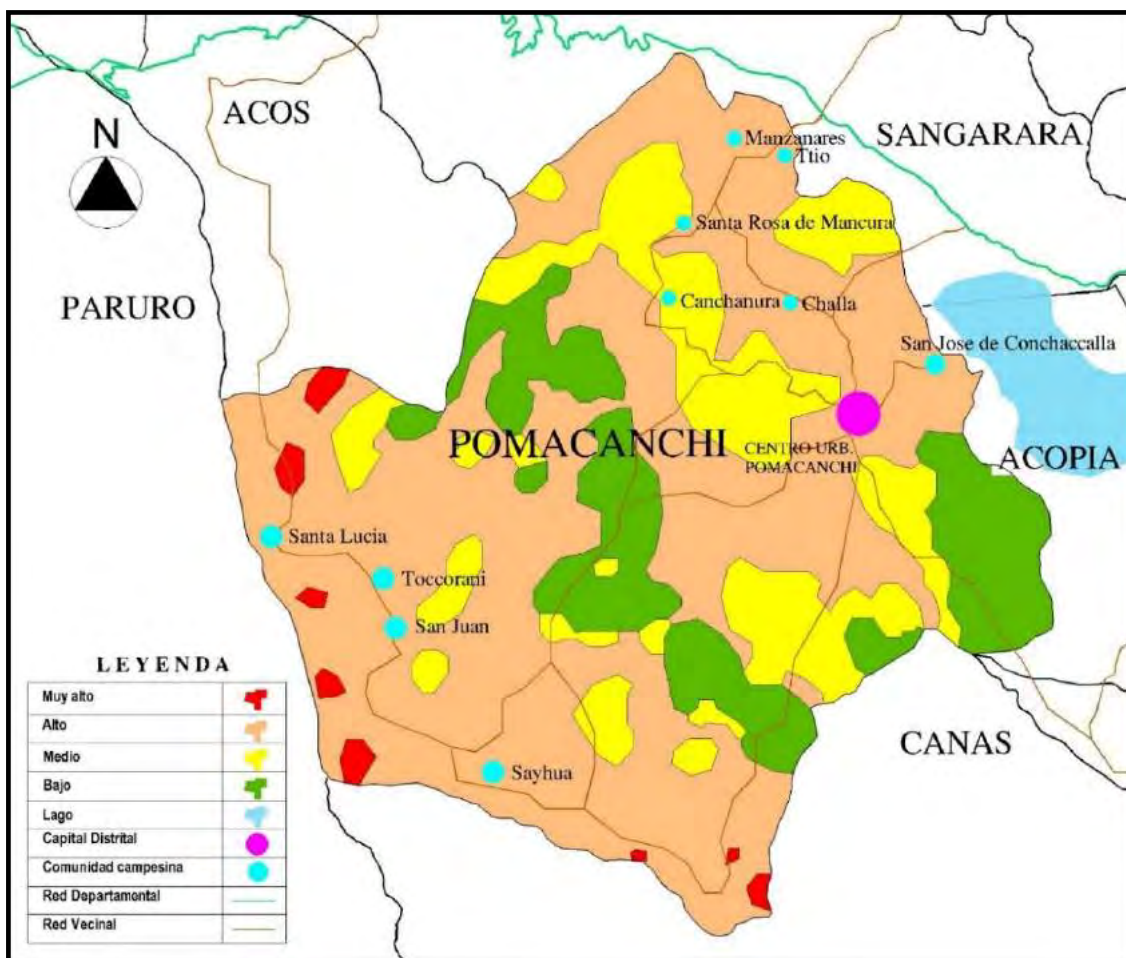 N
ACOS
SANGARARA
Manzanares
Ttio
Santa Rosa de Mancura
PARURO
Canchanura
Challa
San Jose de Conchaccalla
POMACANCHI
CENTRO URB.
POMACANCHI
ACOPIA
Santa Lucia
Toccorani
San Juan
CANAS
Sayhua
LEYENDA
Muy alto
Alto
Medio
Bajo
Lago
Capital Distrital
Comunidad campesina
Red Departamental
Red Vecinal